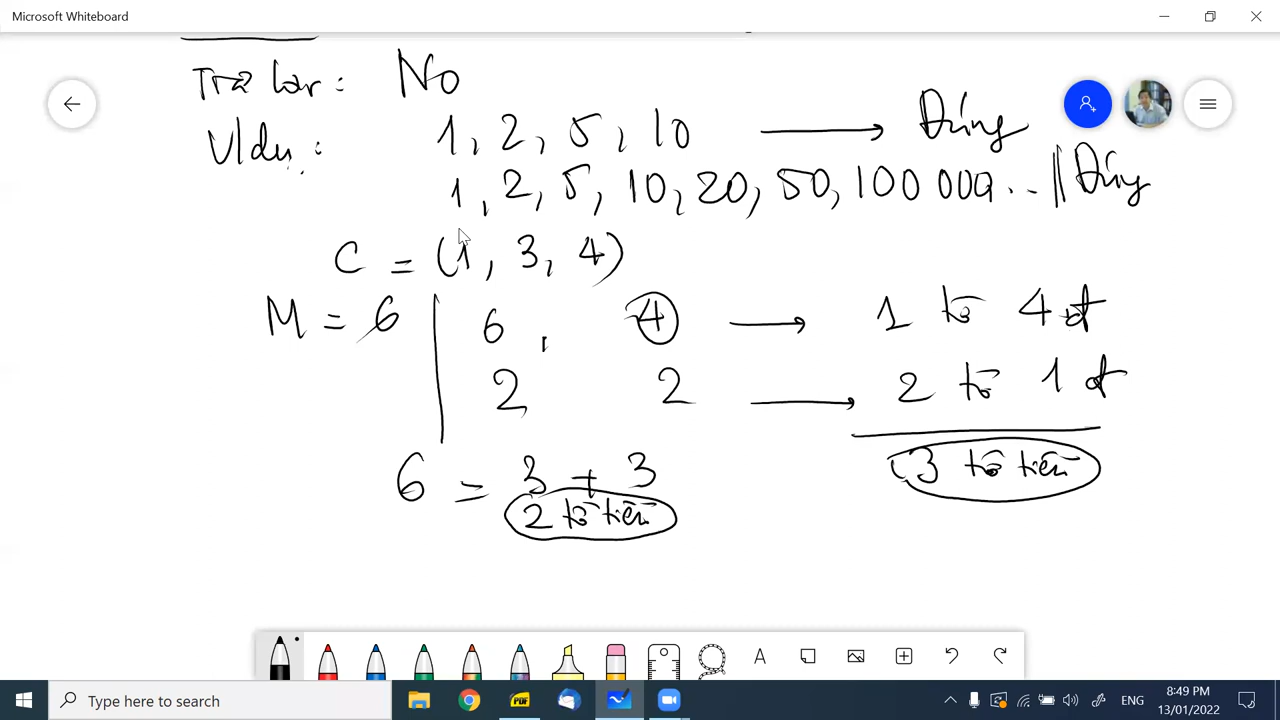 Microsoft Whiteboard
Trả lời: No
Ví dụ: 1, 2, 5, 10 → Đúng
1, 2, 5, 10, 20, 50, 100 000... || Đúng
C = (1, 3, 4)
M = 6 | 6, 4 → 1 tờ 4 đ
2 2 → 2 tờ 1 đ
6 = 3 + 3 3 tờ tiền
2 tờ tiền
A
Type here to search
PDF
ENG
8:49 PM
13/01/2022